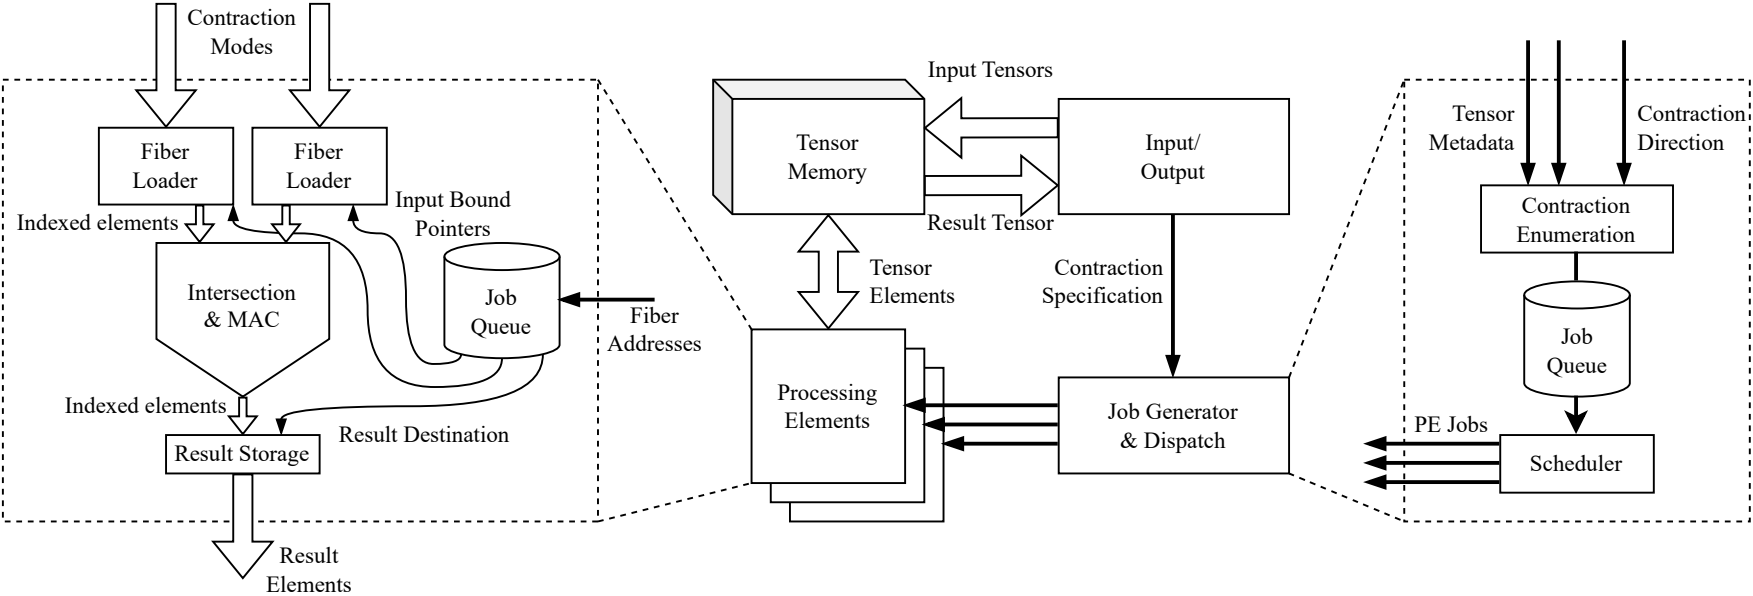 Contraction
Modes
Fiber
Loader
Fiber
Loader
Indexed elements
Input Bound
Pointers
Intersection
& MAC
Job
Queue
Fiber
Addresses
Indexed elements
Result Destination
Result Storage
Result
Elements
Input Tensors
Tensor
Memory
Input/
Output
Result Tensor
Tensor
Elements
Contraction
Specification
Processing
Elements
Job Generator
& Dispatch
Tensor
Metadata
Contraction
Direction
Contraction
Enumeration
Job
Queue
PE Jobs
Scheduler